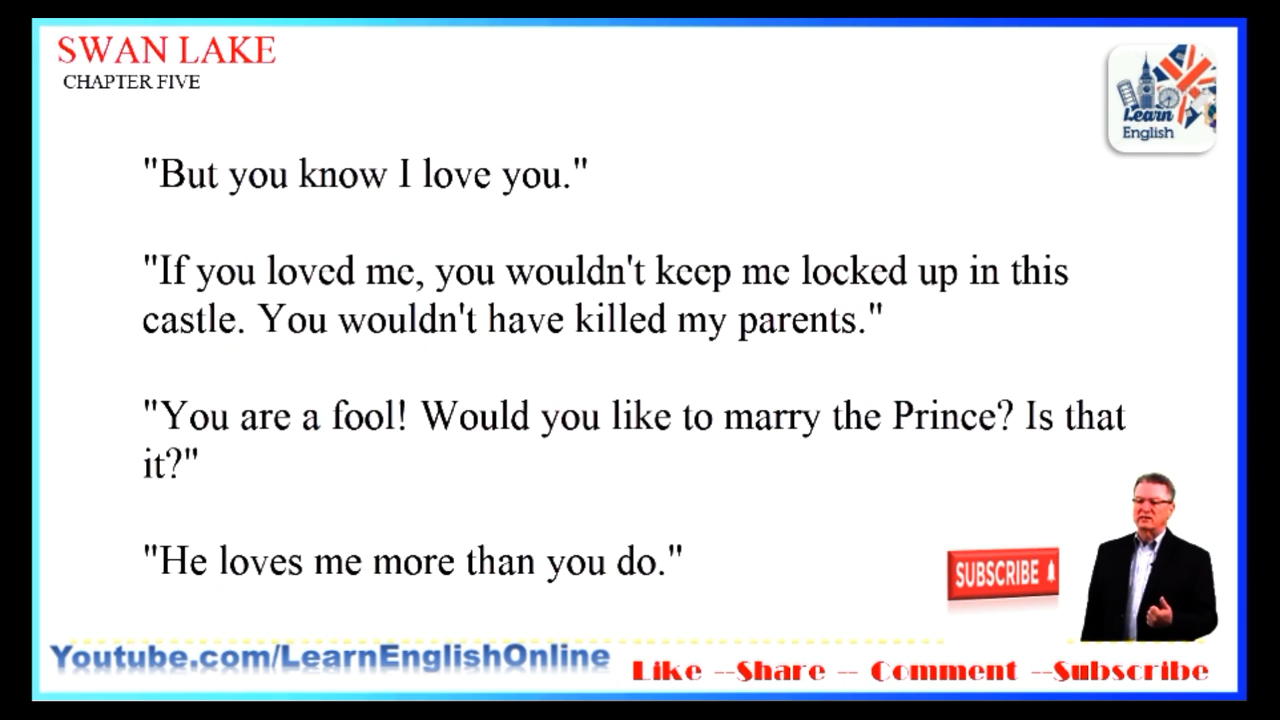 SWAN LAKE
CHAPTER FIVE
Learn
English
"But you know I love you."
"If you loved me, you wouldn't keep me locked up in this
castle. You wouldn't have killed my parents."
"You are a fool! Would you like to marry the Prince? Is that
it?"
"He loves me more than you do."
SUBSCRIBE
Youtube.com/LearnEnglishOnline
Like --Share -- Comment --Subscribe